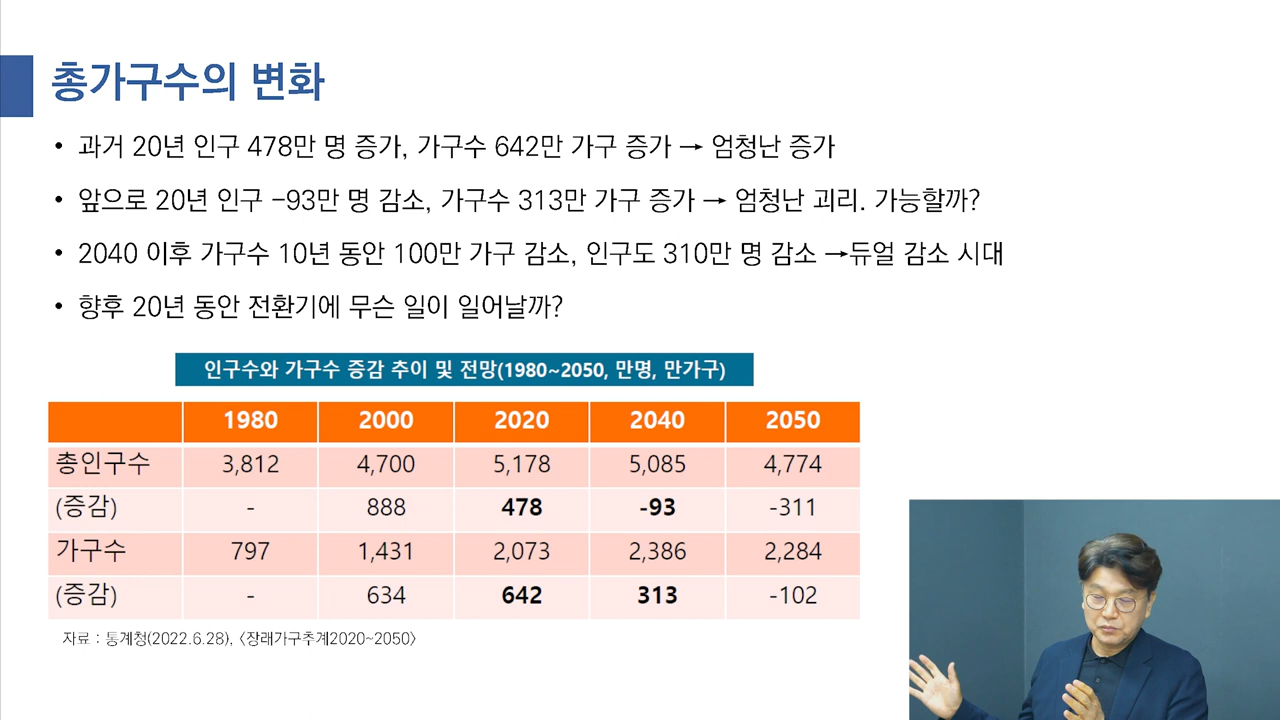 총가구수의 변화
• 과거 20년 인구 478만 명 증가, 가구수 642만 가구 증가 → 엄청난 증가
• 앞으로 20년 인구 -93만 명 감소, 가구수 313만 가구 증가 → 엄청난 괴리. 가능할까?
• 2040 이후 가구수 10년 동안 100만 가구 감소, 인구도 310만 명 감소 →듀얼 감소 시대
• 향후 20년 동안 전환기에 무슨 일이 일어날까?
인구수와 가구수 증감 추이 및 전망(1980~2050, 만명, 만가구)
1980 2000 2020 2040 2050
총인구수 3,812 4,700 5,178 5,085 4,774
(증감) - 888 478 -93 -311
가구수 797 1,431 2,073 2,386 2,284
(증감) - 634 642 313 -102
자료 : 통계청(2022.6.28), <장래가구추계2020~2050>